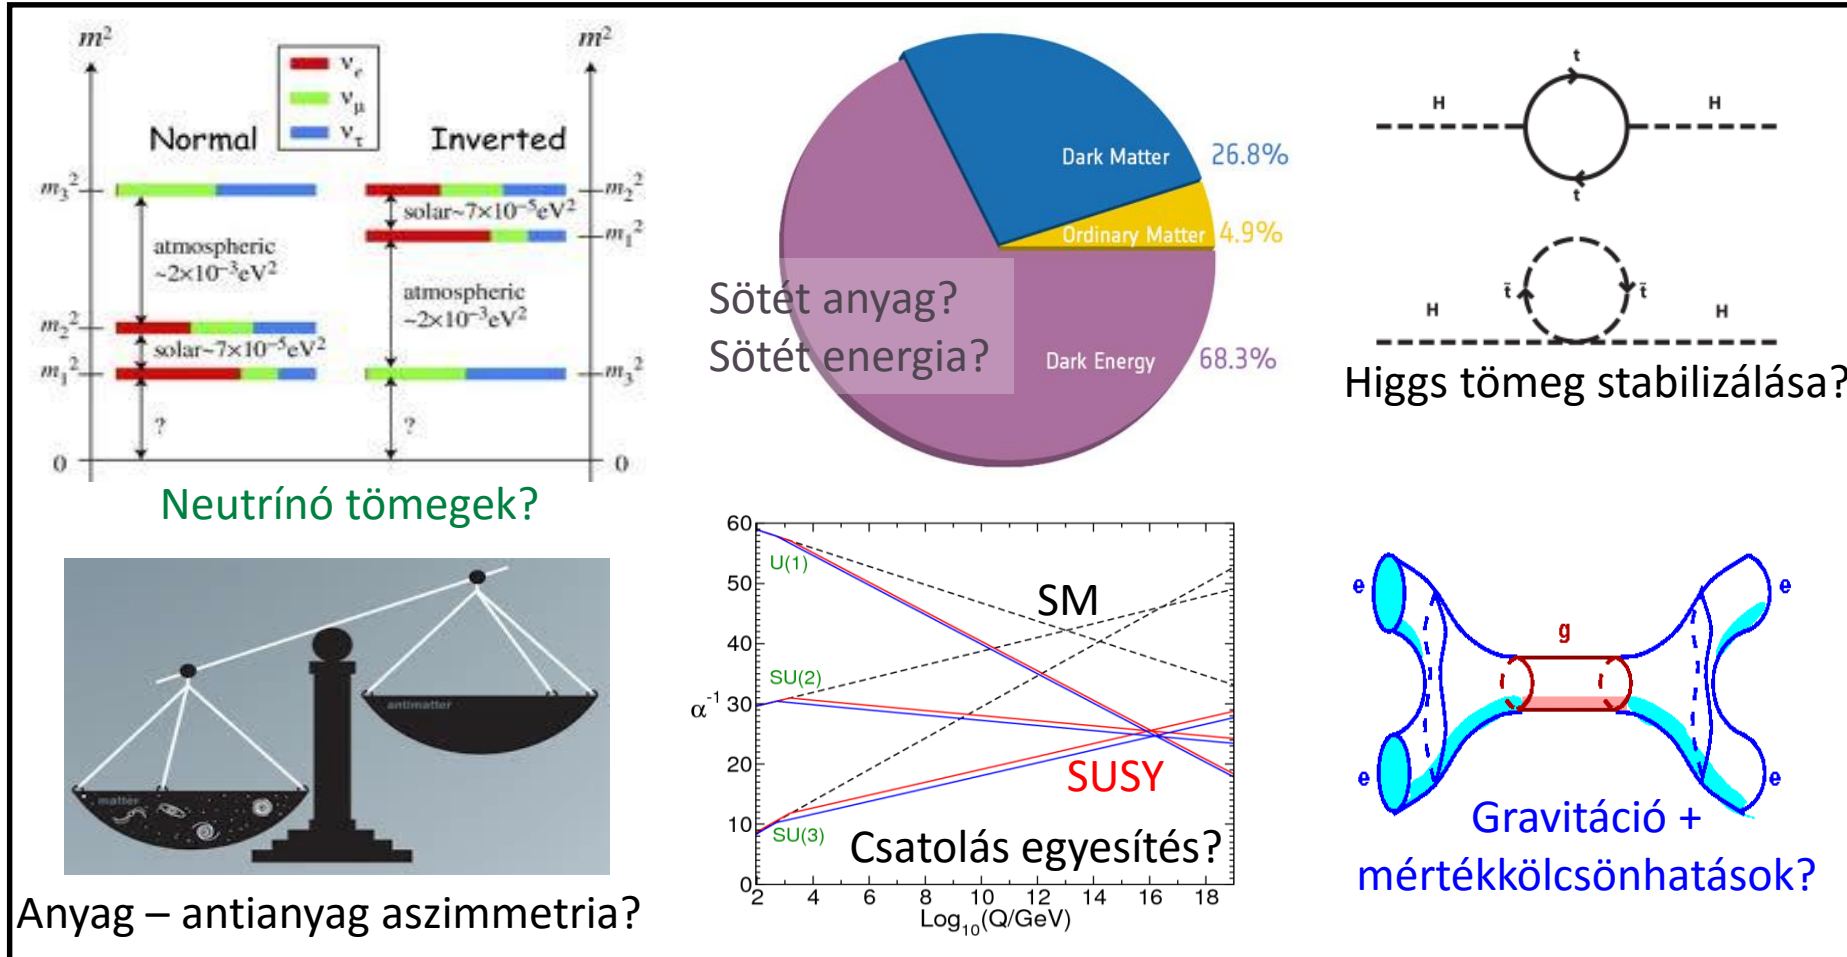 m²
m²
ν_e
ν_μ
ν_τ
Normal
Inverted
m₃²
m₂²
solar~7×10⁻⁵eV²
m₁²
atmospheric
~2×10⁻³eV²
atmospheric
~2×10⁻³eV²
m₂²
solar~7×10⁻⁵eV²
m₁²
m₃²
?
?
0
0
Neutrínó tömegek?
Dark Matter
26.8%
Ordinary Matter
4.9%
Sötét anyag?
Sötét energia?
Dark Energy
68.3%
t
H
H
t
t̃
t̃
H
H
Higgs tömeg stabilizálása?
antimatter
matter
Anyag – antianyag aszimmetria?
60
50
40
30
20
10
0
α⁻¹
U(1)
SM
SU(2)
SUSY
SU(3)
Csatolás egyesítés?
2 4 6 8 10 12 14 16 18
Log₁₀(Q/GeV)
e
e
g
e
e
Gravitáció +
mértékkölcsönhatások?